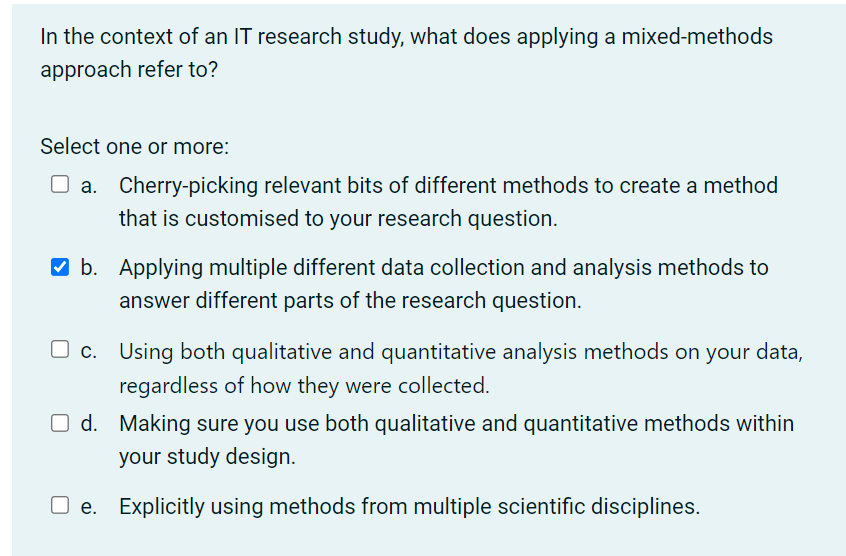 In the context of an IT research study, what does applying a mixed-methods
approach refer to?
Select one or more:
a. Cherry-picking relevant bits of different methods to create a method
that is customised to your research question.
b. Applying multiple different data collection and analysis methods to
answer different parts of the research question.
c. Using both qualitative and quantitative analysis methods on your data,
regardless of how they were collected.
d. Making sure you use both qualitative and quantitative methods within
your study design.
e. Explicitly using methods from multiple scientific disciplines.